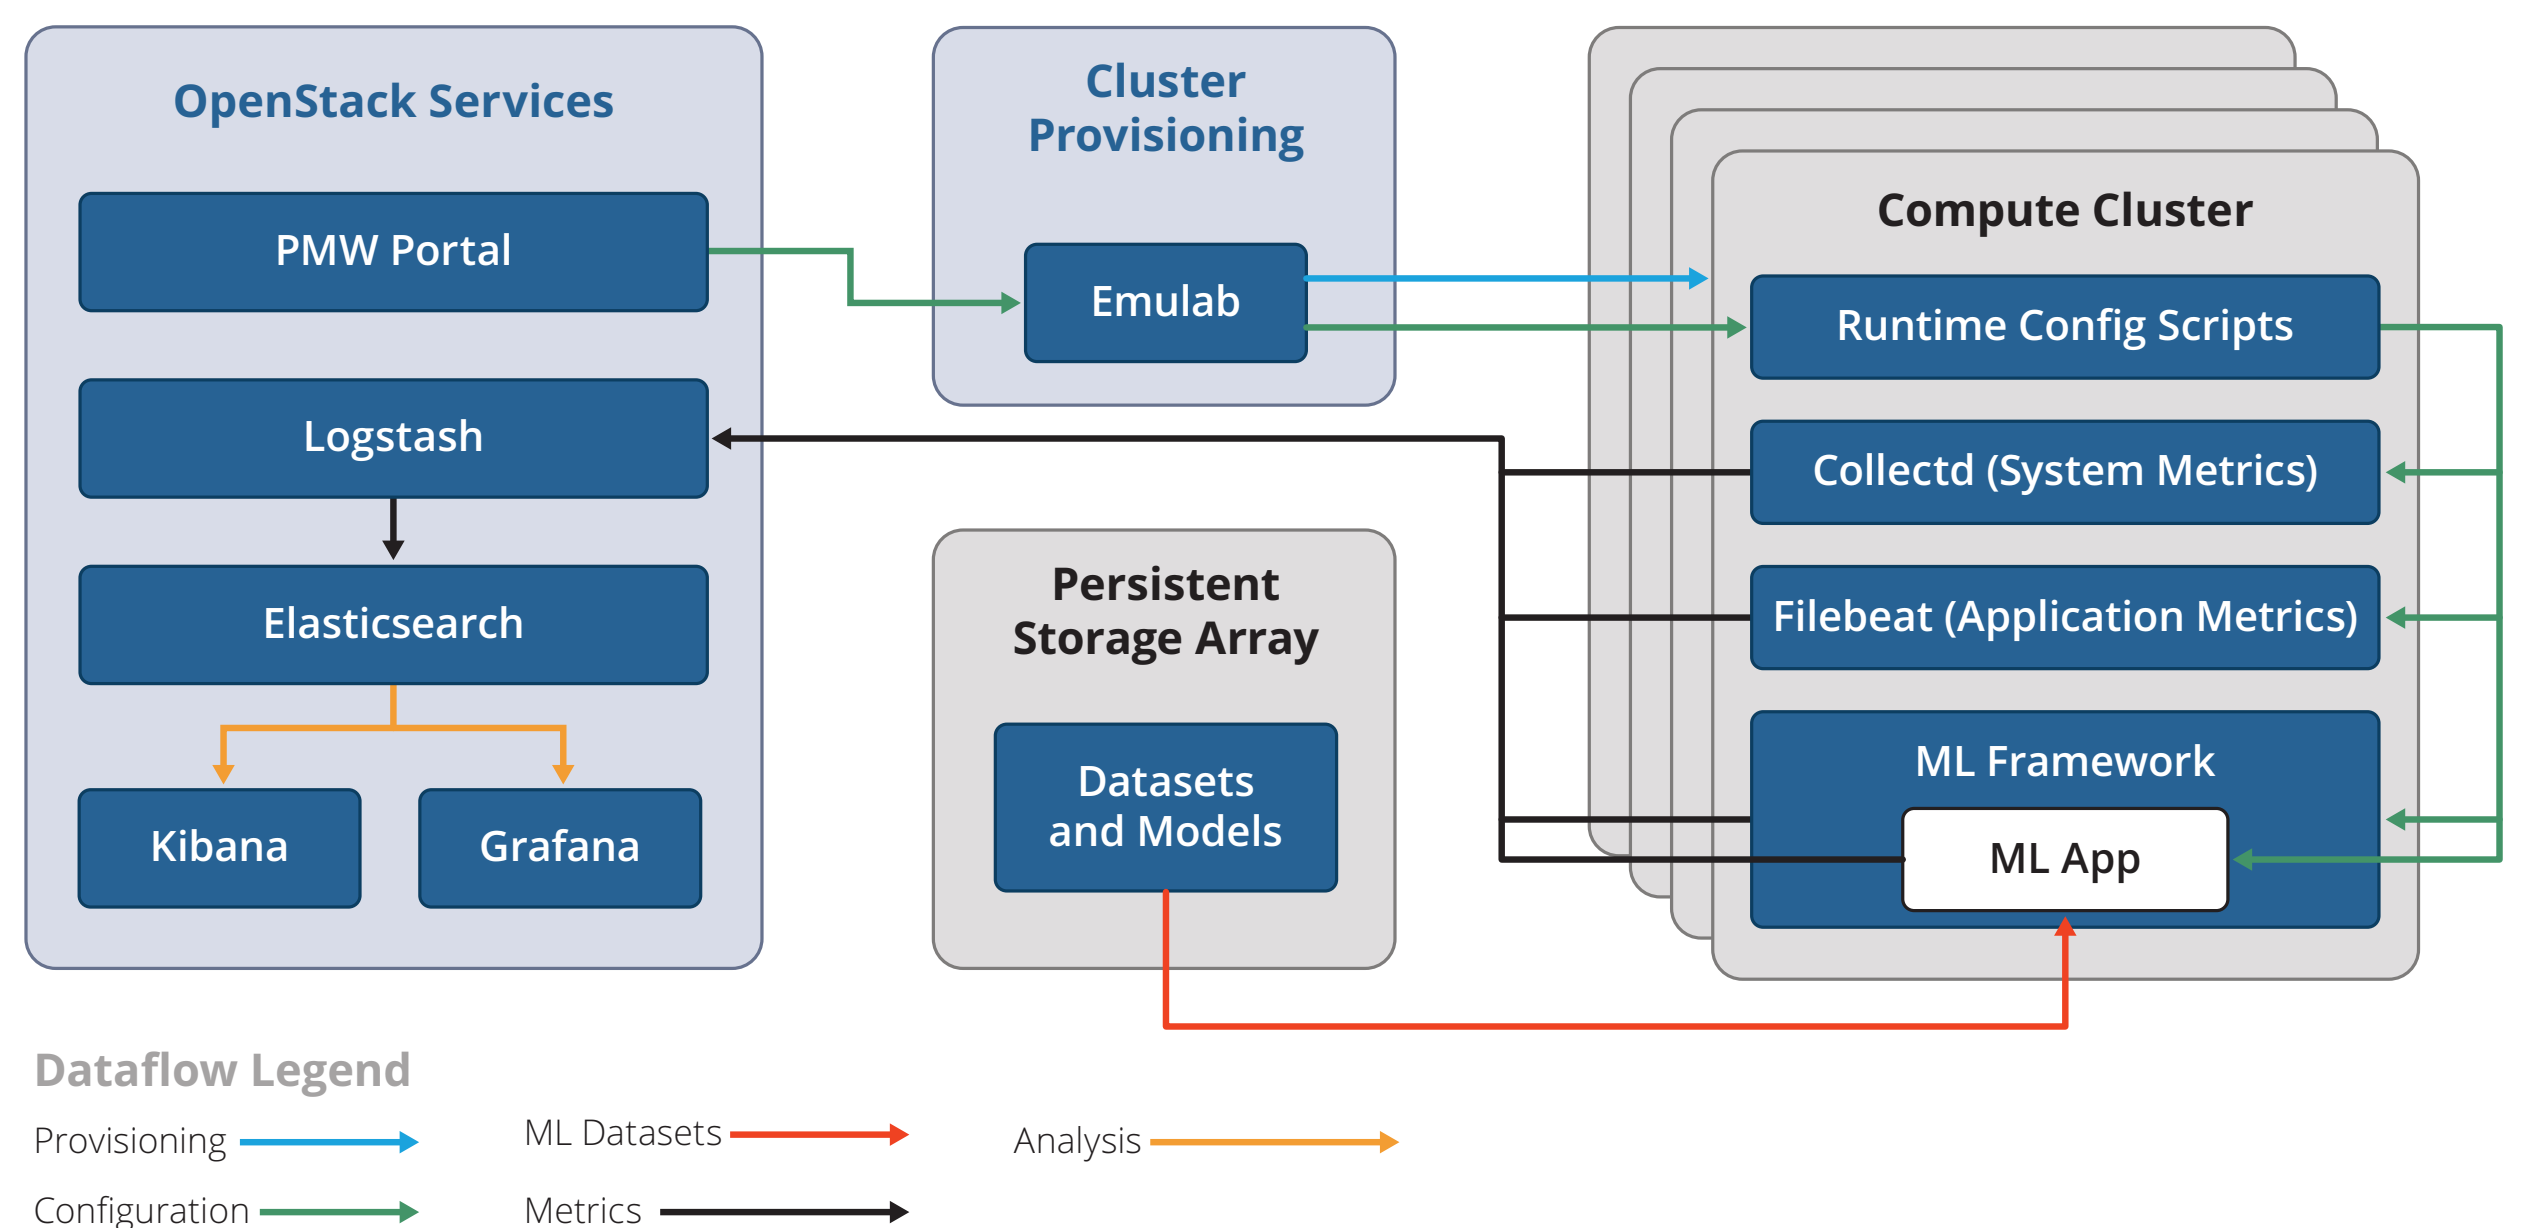 OpenStack Services
PMW Portal
Logstash
Elasticsearch
Kibana
Grafana
Cluster
Provisioning
Emulab
Persistent
Storage Array
Datasets
and Models
Compute Cluster
Runtime Config Scripts
Collectd (System Metrics)
Filebeat (Application Metrics)
ML Framework
ML App
Dataflow Legend
Provisioning
Configuration
ML Datasets
Metrics
Analysis